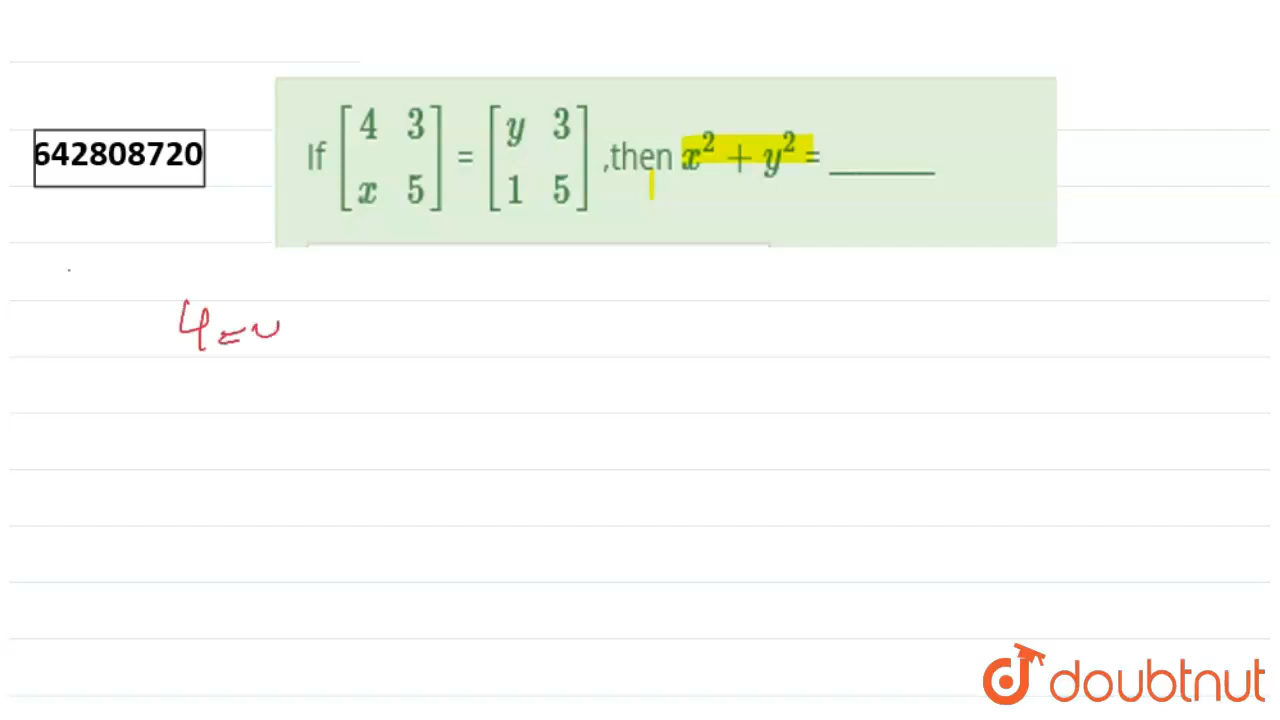 642808720
If [4 3; x 5] = [y 3; 1 5] ,then x² + y² = ______
4 =
doubtnut